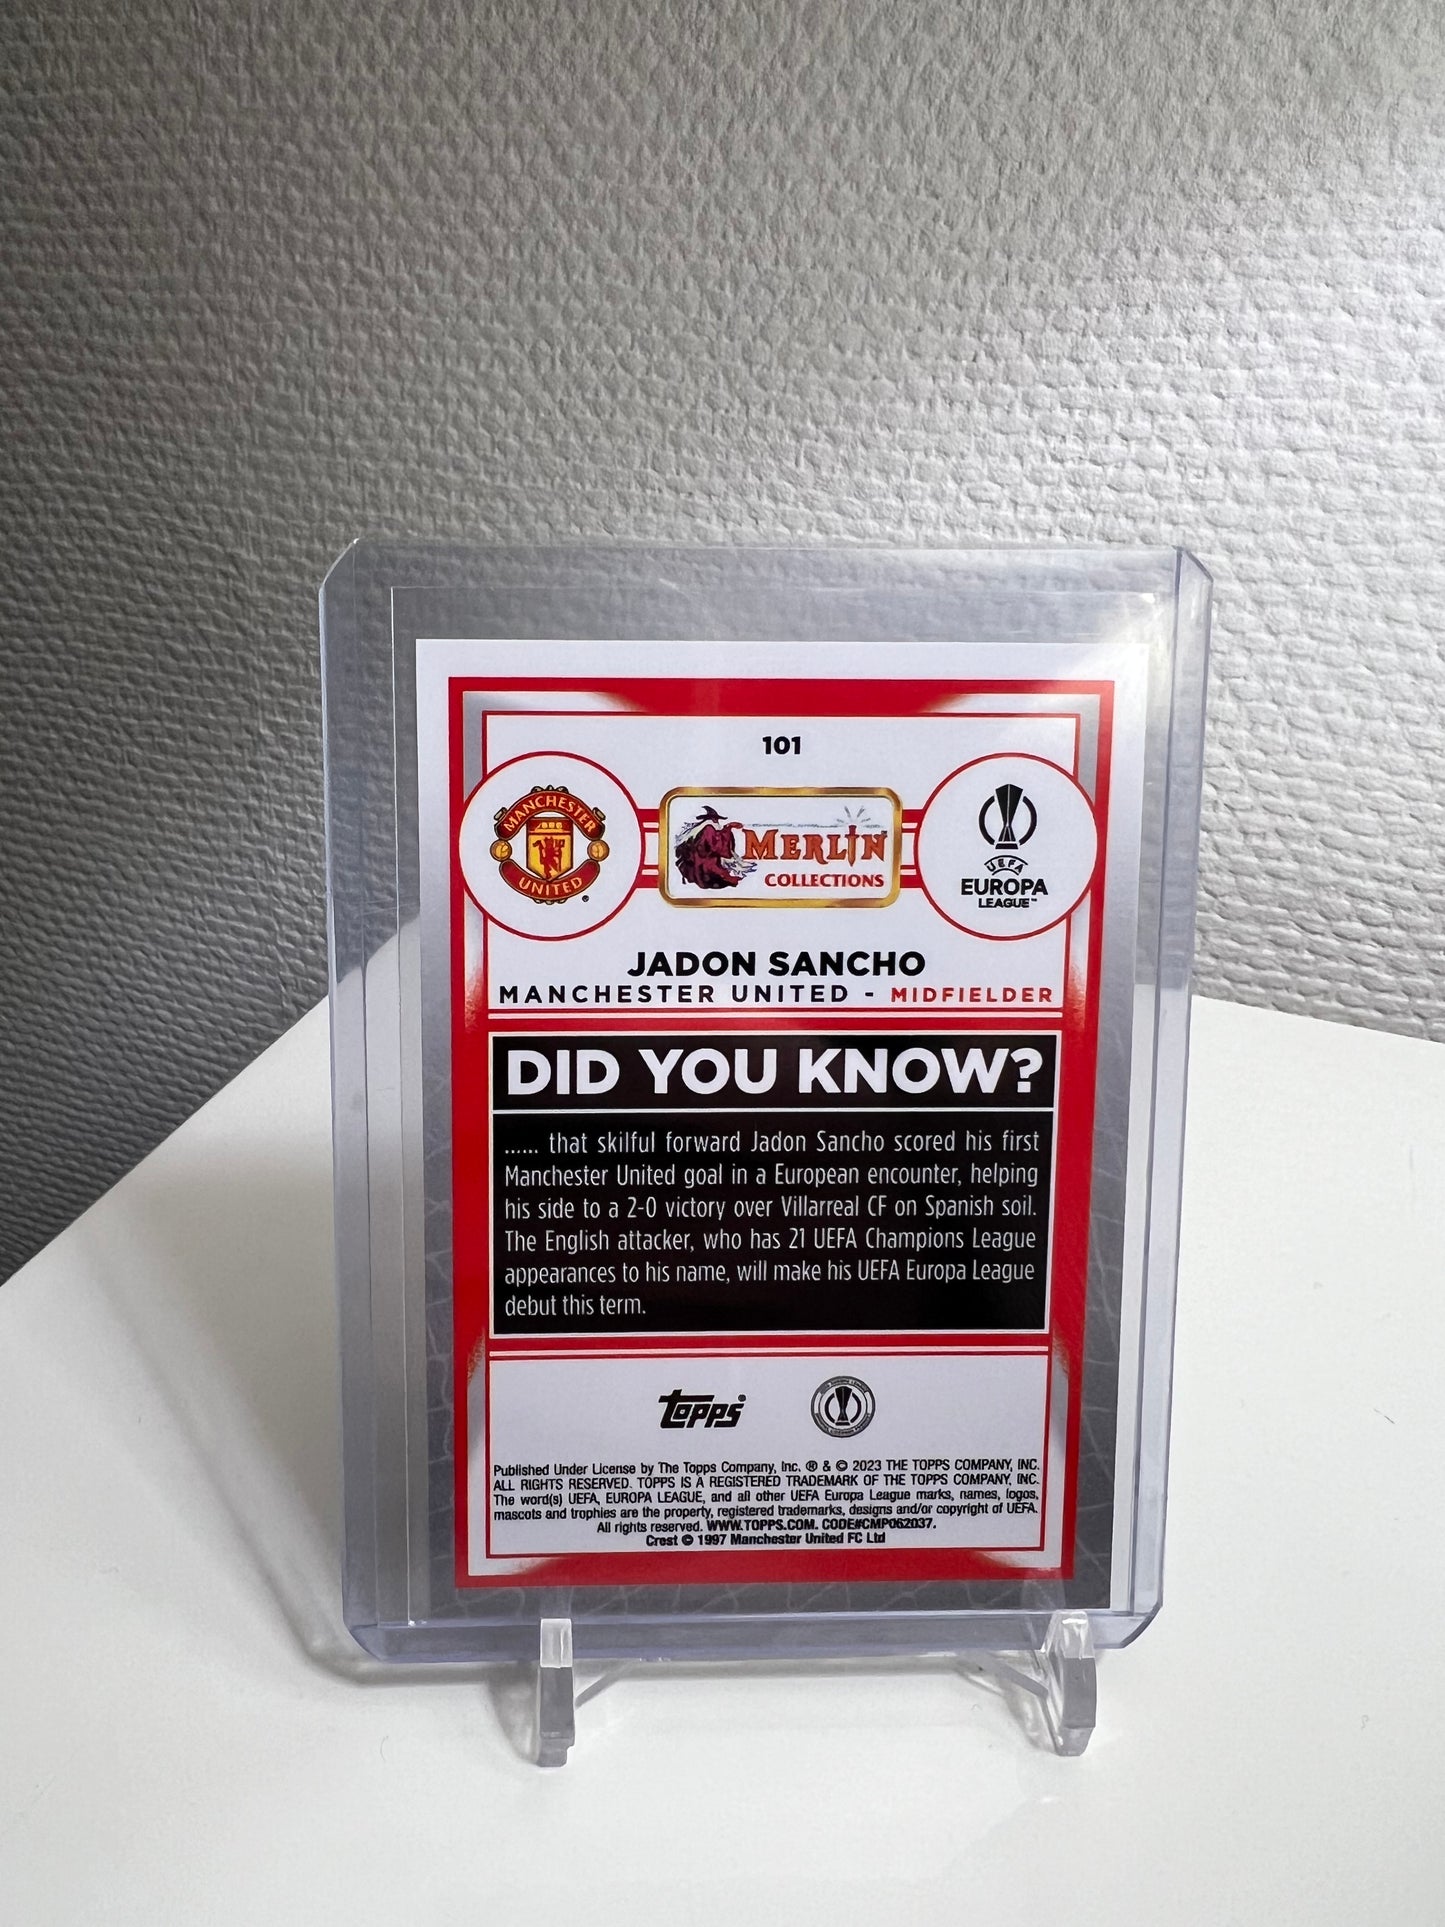 101
MANCHESTER
UNITED
MERLIN
COLLECTIONS
UEFA
EUROPA
LEAGUE™
JADON SANCHO
MANCHESTER UNITED - MIDFIELDER
DID YOU KNOW?
...... that skilful forward Jadon Sancho scored his first
Manchester United goal in a European encounter, helping
his side to a 2-0 victory over Villarreal CF on Spanish soil.
The English attacker, who has 21 UEFA Champions League
appearances to his name, will make his UEFA Europa League
debut this term.
Topps®
Published Under License by The Topps Company, Inc. ® & © 2023 THE TOPPS COMPANY, INC.
ALL RIGHTS RESERVED. TOPPS IS A REGISTERED TRADEMARK OF THE TOPPS COMPANY, INC.
The word(s) UEFA, EUROPA LEAGUE, and all other UEFA Europa League marks, names, logos,
mascots and trophies are the property, registered trademarks, designs and/or copyright of UEFA.
All rights reserved. WWW.TOPPS.COM. CODE#CMP062037.
Crest © 1997 Manchester United FC Ltd